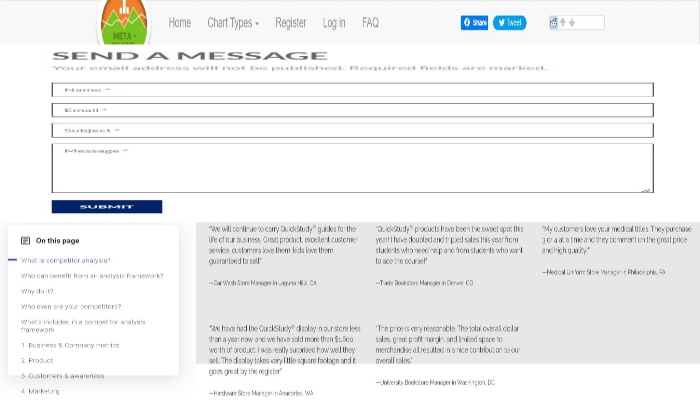 META -
Home Chart Types Register Log in FAQ
Share
Tweet
SEND A MESSAGE
Your email address will not be published. Required fields are marked.
Name *
Email *
Subject *
Message *
SUBMIT
On this page
What is competitor analysis?
Who can benefit from an analysis framework?
Why do it?
Who even are your competitors?
What's included in a competitor analysis
framework
1. Business & Company metrics
2. Product
3. Customers & awareness
4. Marketing
"We will continue to carry QuickStudy® guides for the
life of our business. Great product, excellent customer
service, customers love them kids love them
guaranteed to sell"
—Car Wash Store Manager in Laguna Hills, CA
"QuickStudy® products have been the sweet spot this
year! I have doubled and tripled sales this year from
students who need help and from students who want
to ace the course!"
—Trade Bookstore Manager in Denver CO
"My customers love your medical titles. They purchase
3 or 4 at a time and they comment on the great price
and high quality."
—Medical Uniform Store Manager in Philadelphia, PA
"We have had the QuickStudy® display in our store less
than a year now and we have sold more than $1,600
worth of product. I was really surprised how well they
sell. The display takes very little square footage and it
goes great by the register"
—Hardware Store Manager in Anacortes, WA
"The price is very reasonable. The total overall dollar
sales, great profit margin, and limited space to
merchandise all resulted in a nice contribution to our
overall sales."
—University Bookstore Manager in Washington, DC